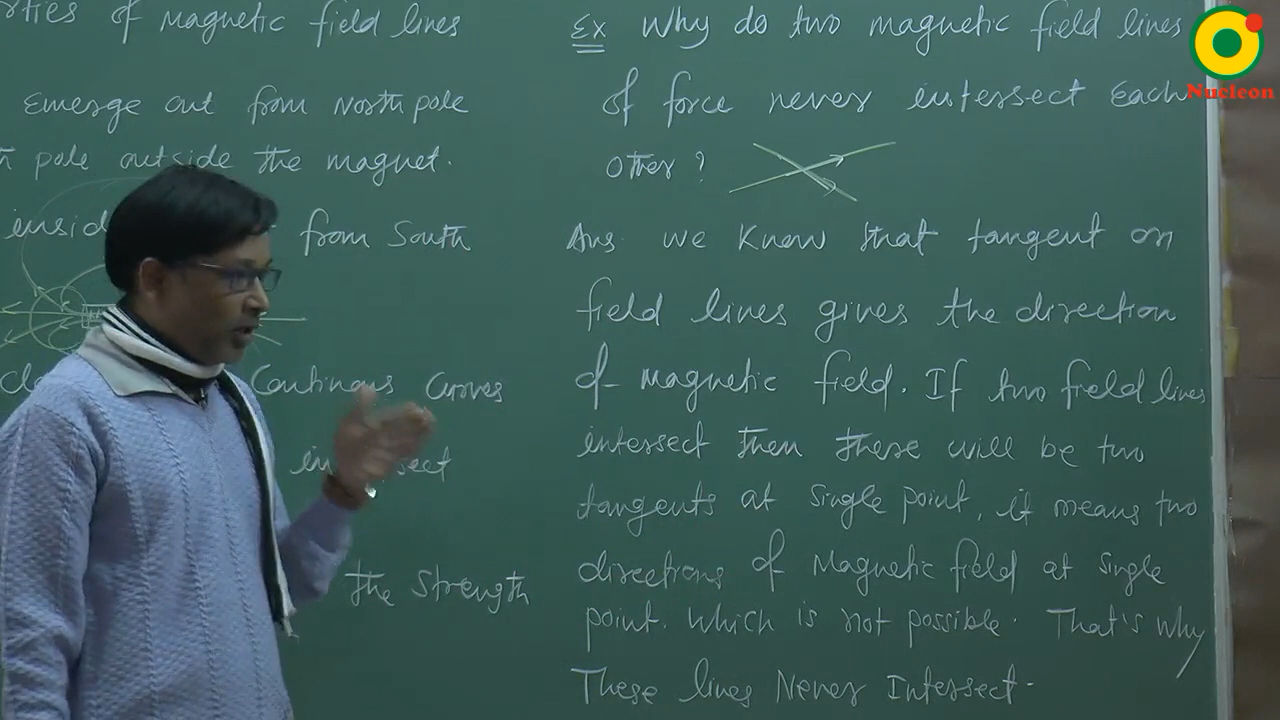 rties of magnetic field lines
Emerge out from North pole
pole outside the magnet.
insid from South
Continous Curves
the strength
Ex Why do two magnetic field lines
of force never intersect Each
other ?
Ans. we know that tangent on
field lines gives the direction
of magnetic field. If two field lines
intersect then there will be two
tangents at single point, it means two
directions of Magnetic field at single
point. Which is not possible. That's why
These lines Never Intersect.
Nucleon